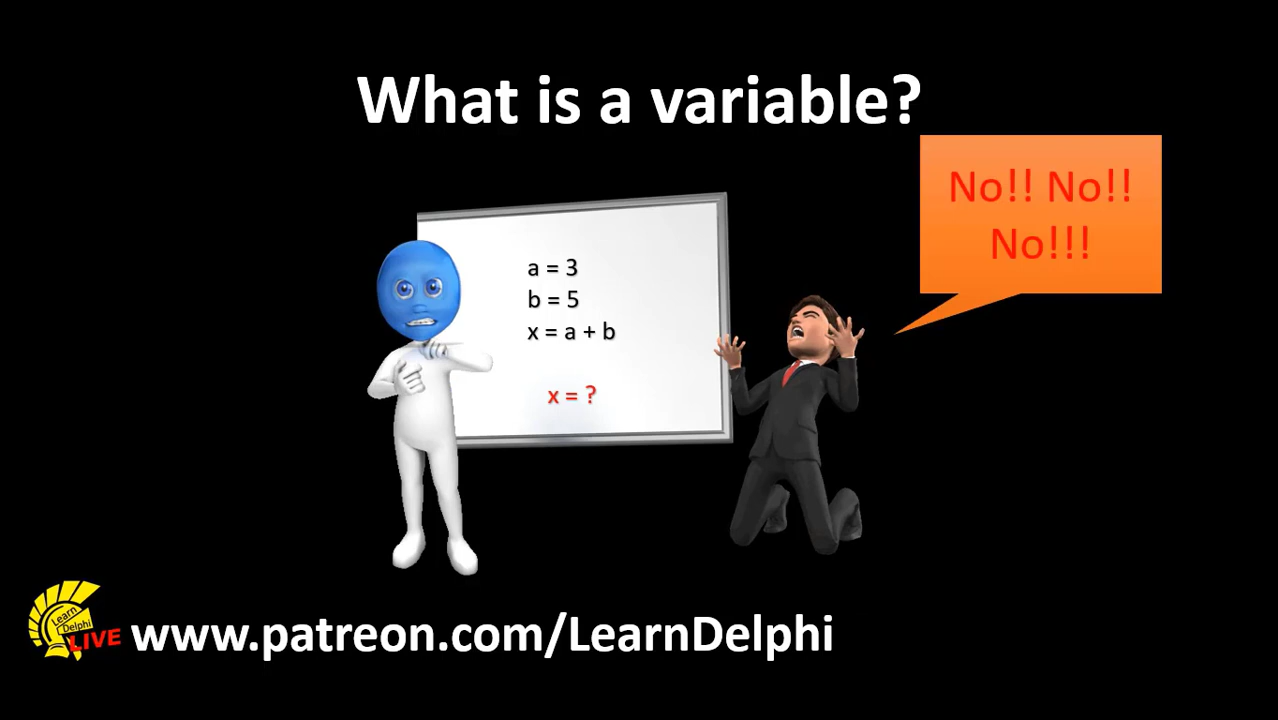 What is a variable?
No!! No!!
No!!!
a = 3
b = 5
x = a + b
x = ?
Learn
Delphi
LIVE
www.patreon.com/LearnDelphi